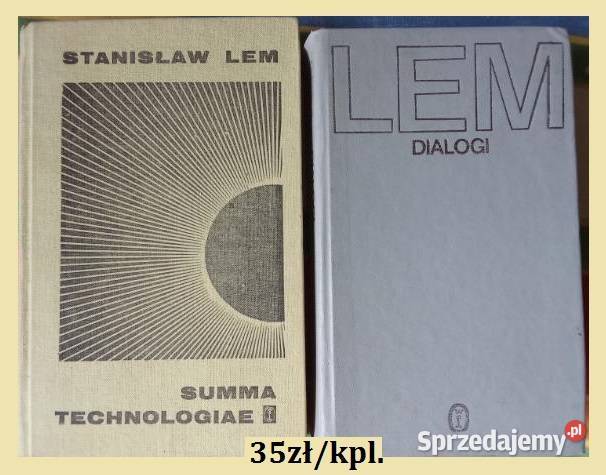 STANISŁAW LEM
SUMMA
TECHNOLOGIAE
LEM
DIALOGI
35zł/kpl.
Sprzedajemy.pl